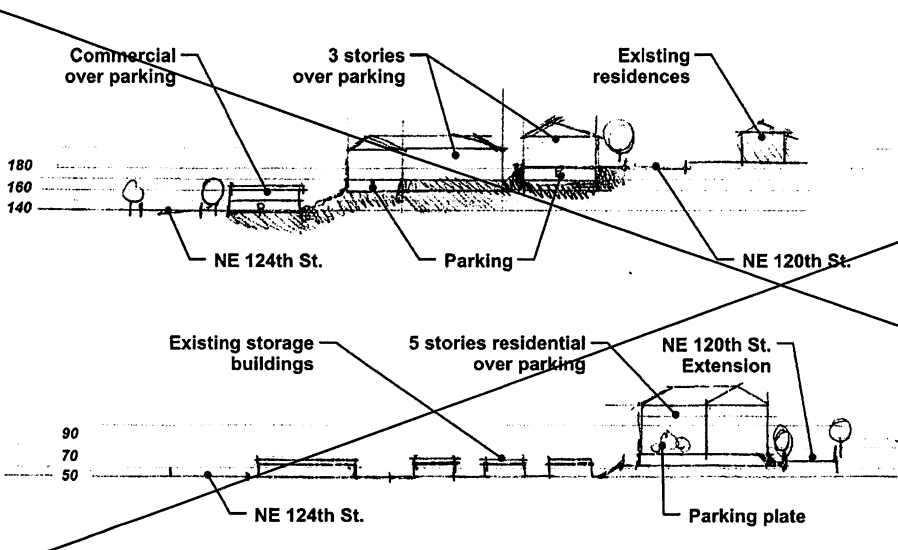 Commercial
over parking
3 stories
over parking
Existing
residences
180
160
140
P
P
NE 124th St.
Parking
NE 120th St.
Existing storage
buildings
5 stories residential
over parking
NE 120th St.
Extension
90
70
50
NE 124th St.
Parking plate